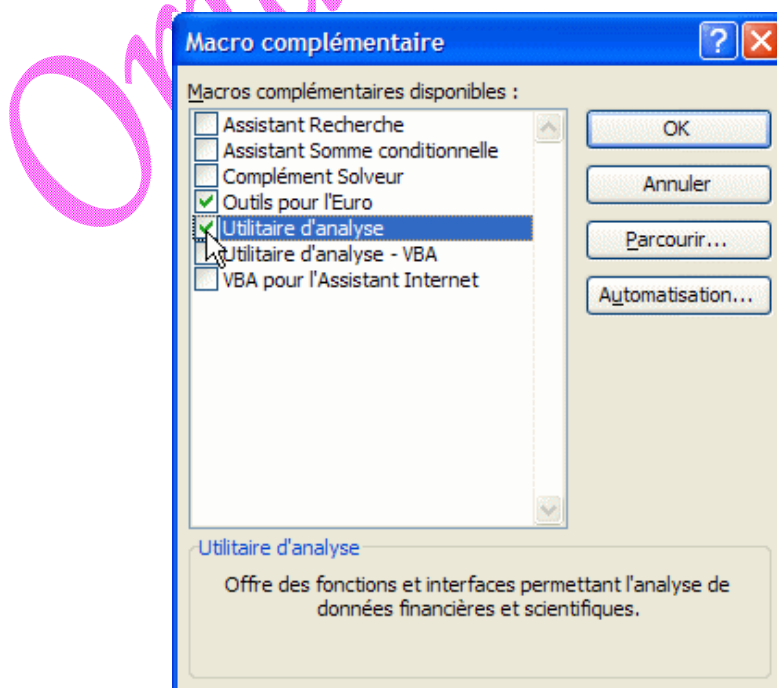 Macro complémentaire
Macros complémentaires disponibles :
Assistant Recherche
Assistant Somme conditionnelle
Complément Solveur
Outils pour l'Euro
Utilitaire d'analyse
Utilitaire d'analyse - VBA
VBA pour l'Assistant Internet
OK
Annuler
Parcourir...
Automatisation...
Utilitaire d'analyse
Offre des fonctions et interfaces permettant l'analyse de
données financières et scientifiques.